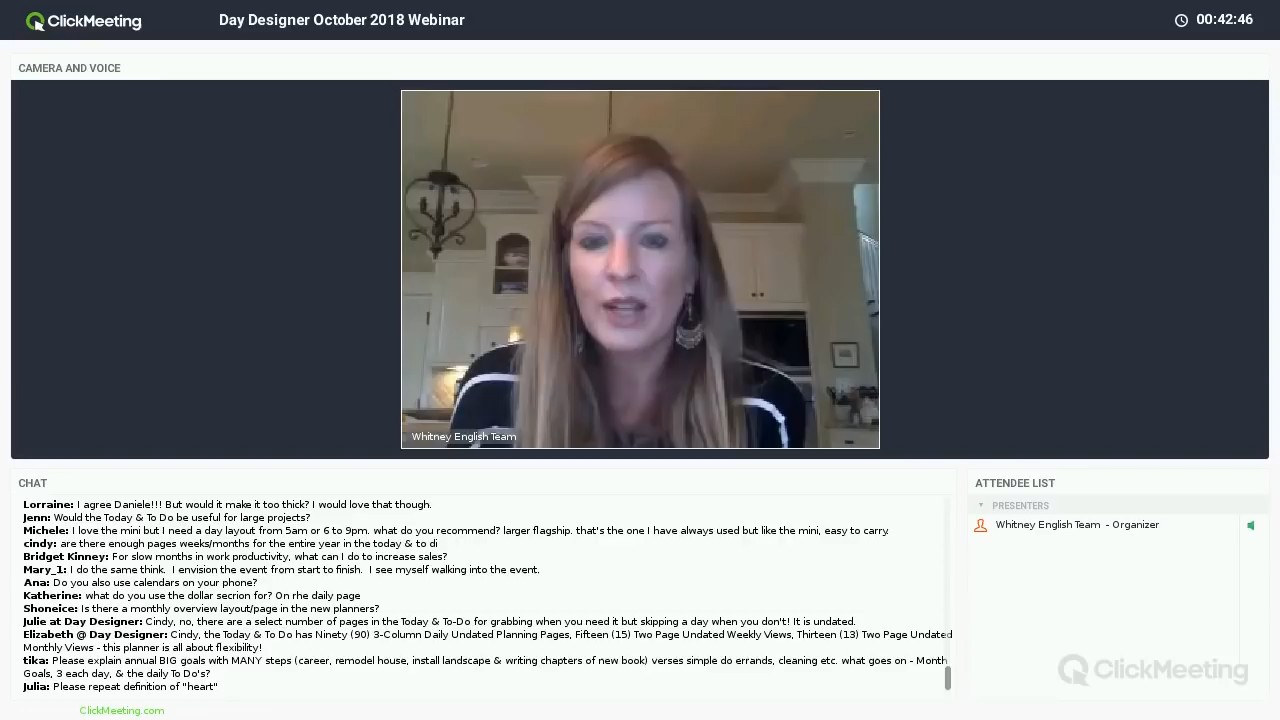 ClickMeeting
Day Designer October 2018 Webinar
00:42:46
CAMERA AND VOICE
Whitney English Team
CHAT
Lorraine: I agree Daniele!!! But would it make it too thick? I would love that though.
Jenn: Would the Today & To Do be useful for large projects?
Michele: I love the mini but I need a day layout from 5am or 6 to 9pm. what do you recommend? larger flagship. that's the one I have always used but like the mini, easy to carry.
cindy: are there enough pages weeks/months for the entire year in the today & to di
Bridget Kinney: For slow months in work productivity, what can I do to increase sales?
Mary_1: I do the same think. I envision the event from start to finish. I see myself walking into the event.
Ana: Do you also use calendars on your phone?
Katherine: what do you use the dollar secrion for? On rhe daily page
Shoneice: Is there a monthly overview layout/page in the new planners?
Julie at Day Designer: Cindy, no, there are a select number of pages in the Today & To-Do for grabbing when you need it but skipping a day when you don't! It is undated.
Elizabeth @ Day Designer: Cindy, the Today & To Do has Ninety (90) 3-Column Daily Undated Planning Pages, Fifteen (15) Two Page Undated Weekly Views, Thirteen (13) Two Page Undated
Monthly Views - this planner is all about flexibility!
tika: Please explain annual BIG goals with MANY steps (career, remodel house, install landscape & writing chapters of new book) verses simple do errands, cleaning etc. what goes on - Month
Goals, 3 each day, & the daily To Do's?
Julia: Please repeat definition of "heart"
ATTENDEE LIST
PRESENTERS
Whitney English Team - Organizer
ClickMeeting
ClickMeeting.com